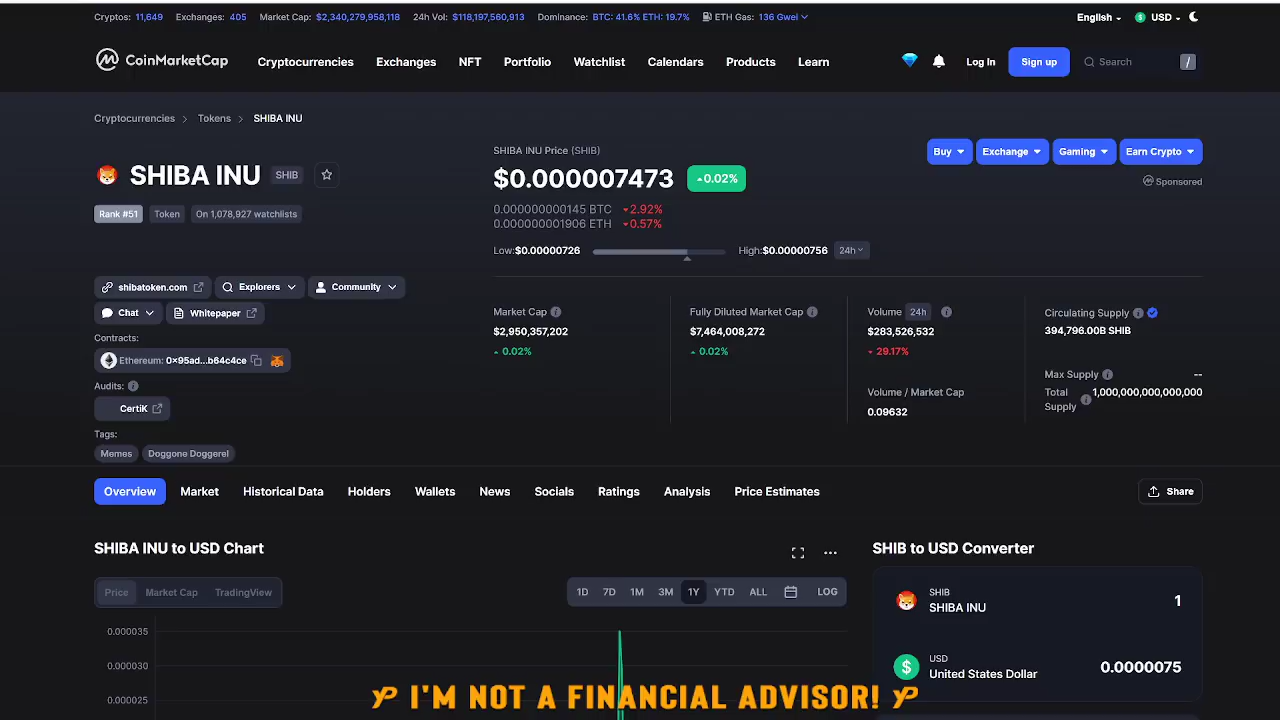 Cryptos: 11,649 Exchanges: 405 Market Cap: $2,340,279,958,118 24h Vol: $118,197,560,913 Dominance: BTC: 41.6% ETH: 19.7% ETH Gas: 136 Gwei English $ USD
CoinMarketCap Cryptocurrencies Exchanges NFT Portfolio Watchlist Calendars Products Learn Log In Sign up Search /
Cryptocurrencies > Tokens > SHIBA INU
SHIBA INU SHIB
Rank #51 Token On 1,078,927 watchlists
SHIBA INU Price (SHIB)
$0.000007473 0.02%
0.000000000145 BTC 2.92%
0.000000001906 ETH 0.57%
Low:$0.00000726 High:$0.00000756 24h
Buy Exchange Gaming Earn Crypto
Sponsored
shibatoken.com Explorers Community
Chat Whitepaper
Contracts:
Ethereum: 0x95ad...b64c4ce
Audits:
CertiK
Tags:
Memes Doggone Doggerel
Market Cap
$2,950,357,202
0.02%
Fully Diluted Market Cap
$7,464,008,272
0.02%
Volume 24h
$283,526,532
29.17%
Volume / Market Cap
0.09632
Circulating Supply
394,796.00B SHIB
Max Supply --
Total Supply 1,000,000,000,000,000
Overview Market Historical Data Holders Wallets News Socials Ratings Analysis Price Estimates Share
SHIBA INU to USD Chart
Price Market Cap TradingView 1D 7D 1M 3M 1Y YTD ALL LOG
0.000035
0.000030
0.000025
SHIB to USD Converter
SHIB
SHIBA INU 1
USD
$ United States Dollar 0.0000075
I'M NOT A FINANCIAL ADVISOR!